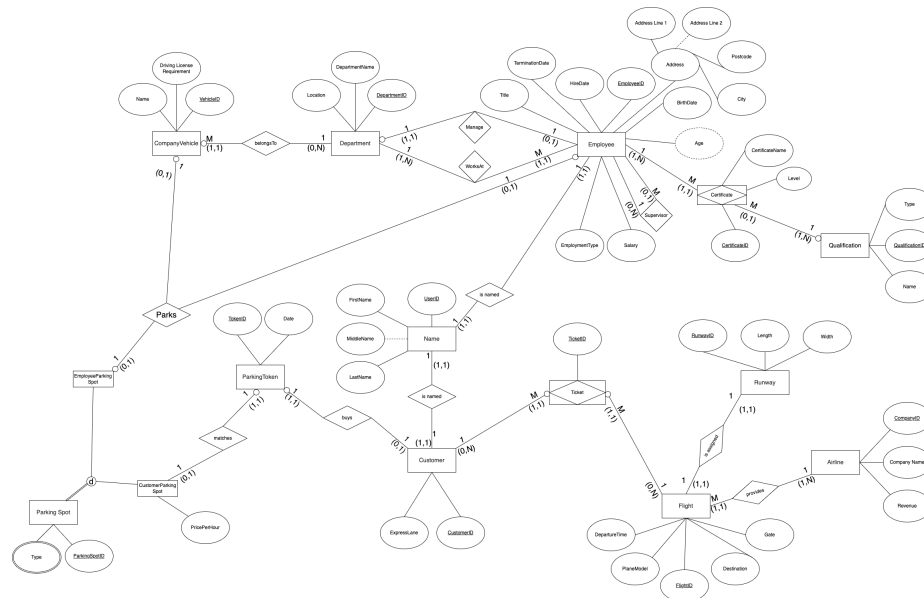 Address Line 1
Address Line 2
Driving License
Requirement
DepartmentName
TerminationDate
HireDate
EmployeeID
Address
Postcode
Name
VehicleID
Location
DepartmentID
Title
BirthDate
City
CompanyVehicle
M
(1,1)
belongsTo
1
(0,N)
Department
1
(1,1)
Manage
1
(0,1)
Employee
Age
CertificateName
1
(0,1)
1
(1,N)
WorksAt
M
(1,1)
1
(0,1)
1
(1,1)
1
(1,N)
M
(0,1)
1
(0,N)
Supervisor
M
(1,1)
Certificate
Level
M
(0,1)
1
(1,N)
Type
EmploymentType
Salary
CertificateID
Qualification
QualificationID
Name
Parks
FirstName
UserID
is named
1
(1,1)
MiddleName
Name
LastName
1
(1,1)
TokenID
Date
TicketID
RunwayID
Length
Width
1
(0,1)
EmployeeParking
Spot
ParkingToken
1
(1,1)
1
(1,1)
is named
M
(1,1)
Ticket
M
(1,1)
Runway
1
(1,1)
buys
matches
1
(0,1)
1
(1,1)
1
(0,N)
Customer
is assigned
CompanyID
1
(0,1)
d
CustomerParking
Spot
1
(0,N)
1
(1,1)
provides
1
(1,N)
Airline
Company Name
M
(1,1)
Flight
Revenue
Parking Spot
PricePerHour
ExpressLane
CustomerID
DepartureTime
Gate
Type
ParkingSpotID
PlaneModel
FlightID
Destination